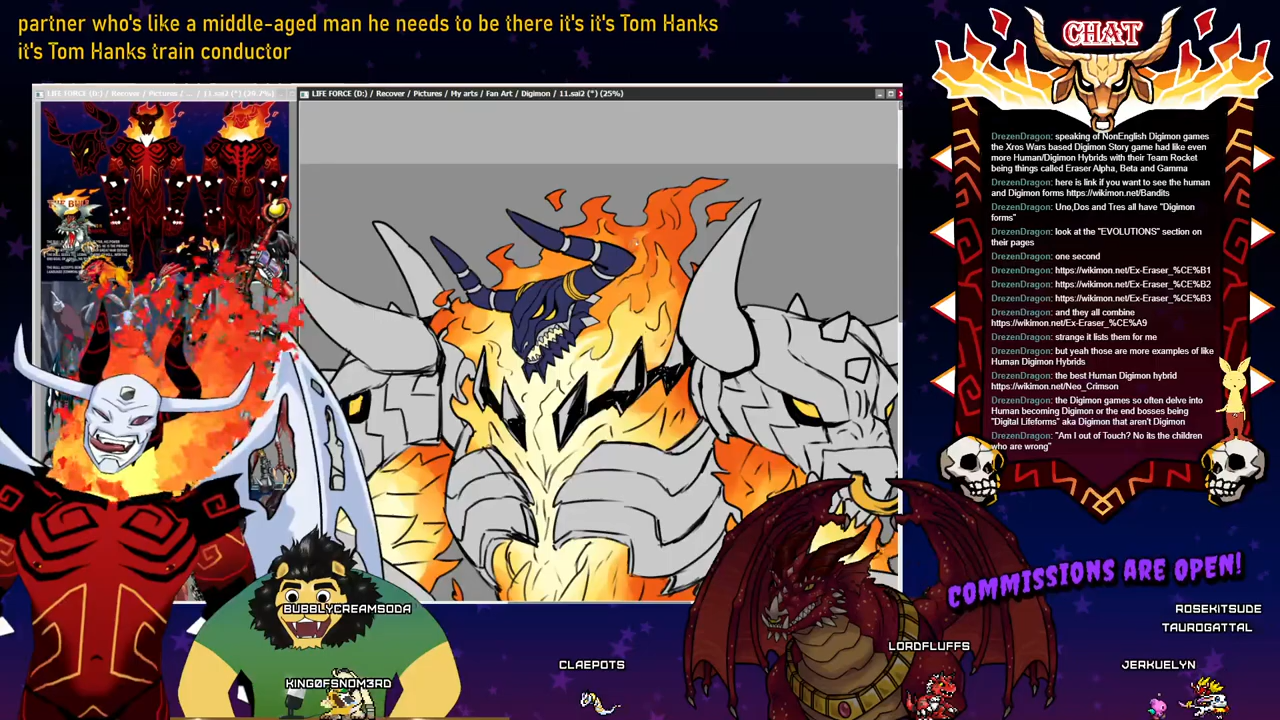 partner who's like a middle-aged man he needs to be there it's it's Tom Hanks
it's Tom Hanks train conductor
LIFE FORCE (D:) / Recover / Pictures / ... / 11.sai2 (*) (29.2%)
LIFE FORCE (D:) / Recover / Pictures / My arts / Fan Art / Digimon / 11.sai2 (*) (25%)
CHAT
DrezenDragon: speaking of NonEnglish Digimon games
the Xros Wars based Digimon Story game had like even
more Human/Digimon Hybrids with their Team Rocket
being things called Eraser Alpha, Beta and Gamma
DrezenDragon: here is link if you want to see the human
and Digimon forms https://wikimon.net/Bandits
DrezenDragon: Uno,Dos and Tres all have "Digimon
forms"
DrezenDragon: look at the "EVOLUTIONS" section on
their pages
DrezenDragon: one second
DrezenDragon: https://wikimon.net/Ex-Eraser_%CE%B1
DrezenDragon: https://wikimon.net/Ex-Eraser_%CE%B2
DrezenDragon: https://wikimon.net/Ex-Eraser_%CE%B3
DrezenDragon: and they all combine
https://wikimon.net/Ex-Eraser_%CE%A9
DrezenDragon: strange it lists them for me
DrezenDragon: but yeah those are more examples of like
Human Digimon Hybrids
DrezenDragon: the best Human Digimon hybrid
https://wikimon.net/Neo_Crimson
DrezenDragon: the Digimon games so often delve into
Human becoming Digimon or the end bosses being
"Digital Lifeforms" aka Digimon that aren't Digimon
DrezenDragon: "Am I out of Touch? No its the children
who are wrong"
COMMISSIONS ARE OPEN!
BUBBLYCREAMSODA
KING0FSNOM3RD
CLAEPOTS
LORDFLUFFS
ROSEKITSUDE
TAUROGATTAL
JERKUELYN